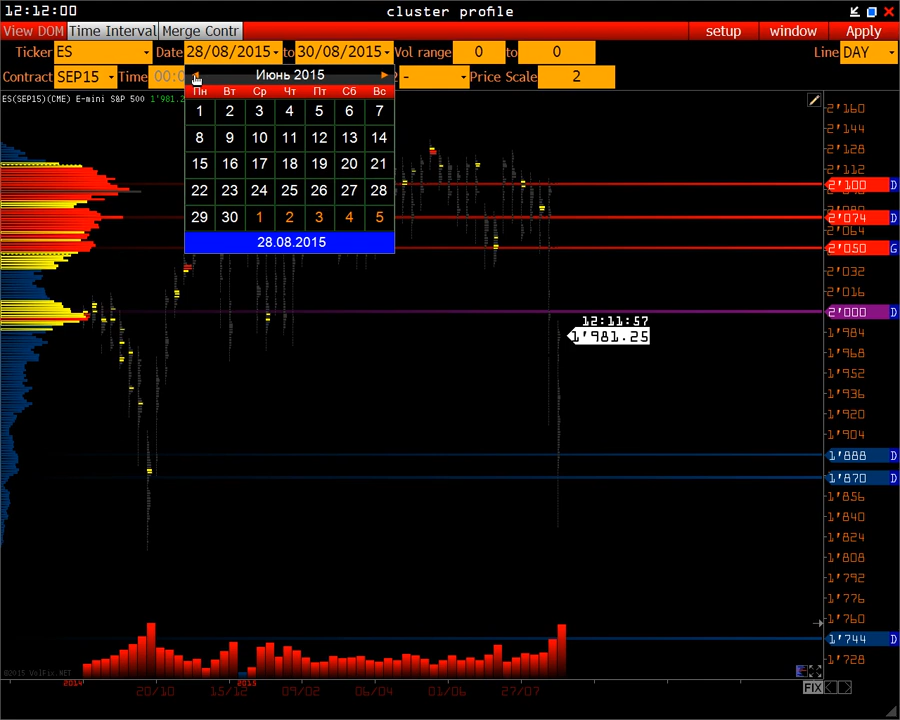 12:12:00 cluster profile
View DOM Time Interval Merge Contr setup window Apply
Ticker ES Date 28/08/2015 to 30/08/2015 Vol range 0 to 0 Line DAY
Contract SEP15 Time - Price Scale 2
Июнь 2015
Пн Вт Ср Чт Пт Сб Вс
1 2 3 4 5 6 7
8 9 10 11 12 13 14
15 16 17 18 19 20 21
22 23 24 25 26 27 28
29 30 1 2 3 4 5
28.08.2015
ES(SEP15)(CME) E-mini S&P 500
2'160
2'144
2'128
2'112
2'100 D
2'074 D
2'064
2'050 G
2'032
2'016
2'000 D
12:11:57
1'981.25
1'984
1'968
1'952
1'936
1'920
1'904
1'888 D
1'870 D
1'856
1'840
1'824
1'808
1'792
1'776
1'760
1'744 D
1'728
©2015 VolFix.NET
2014 2015
20/10 15/12 09/02 06/04 01/06 27/07
FIX